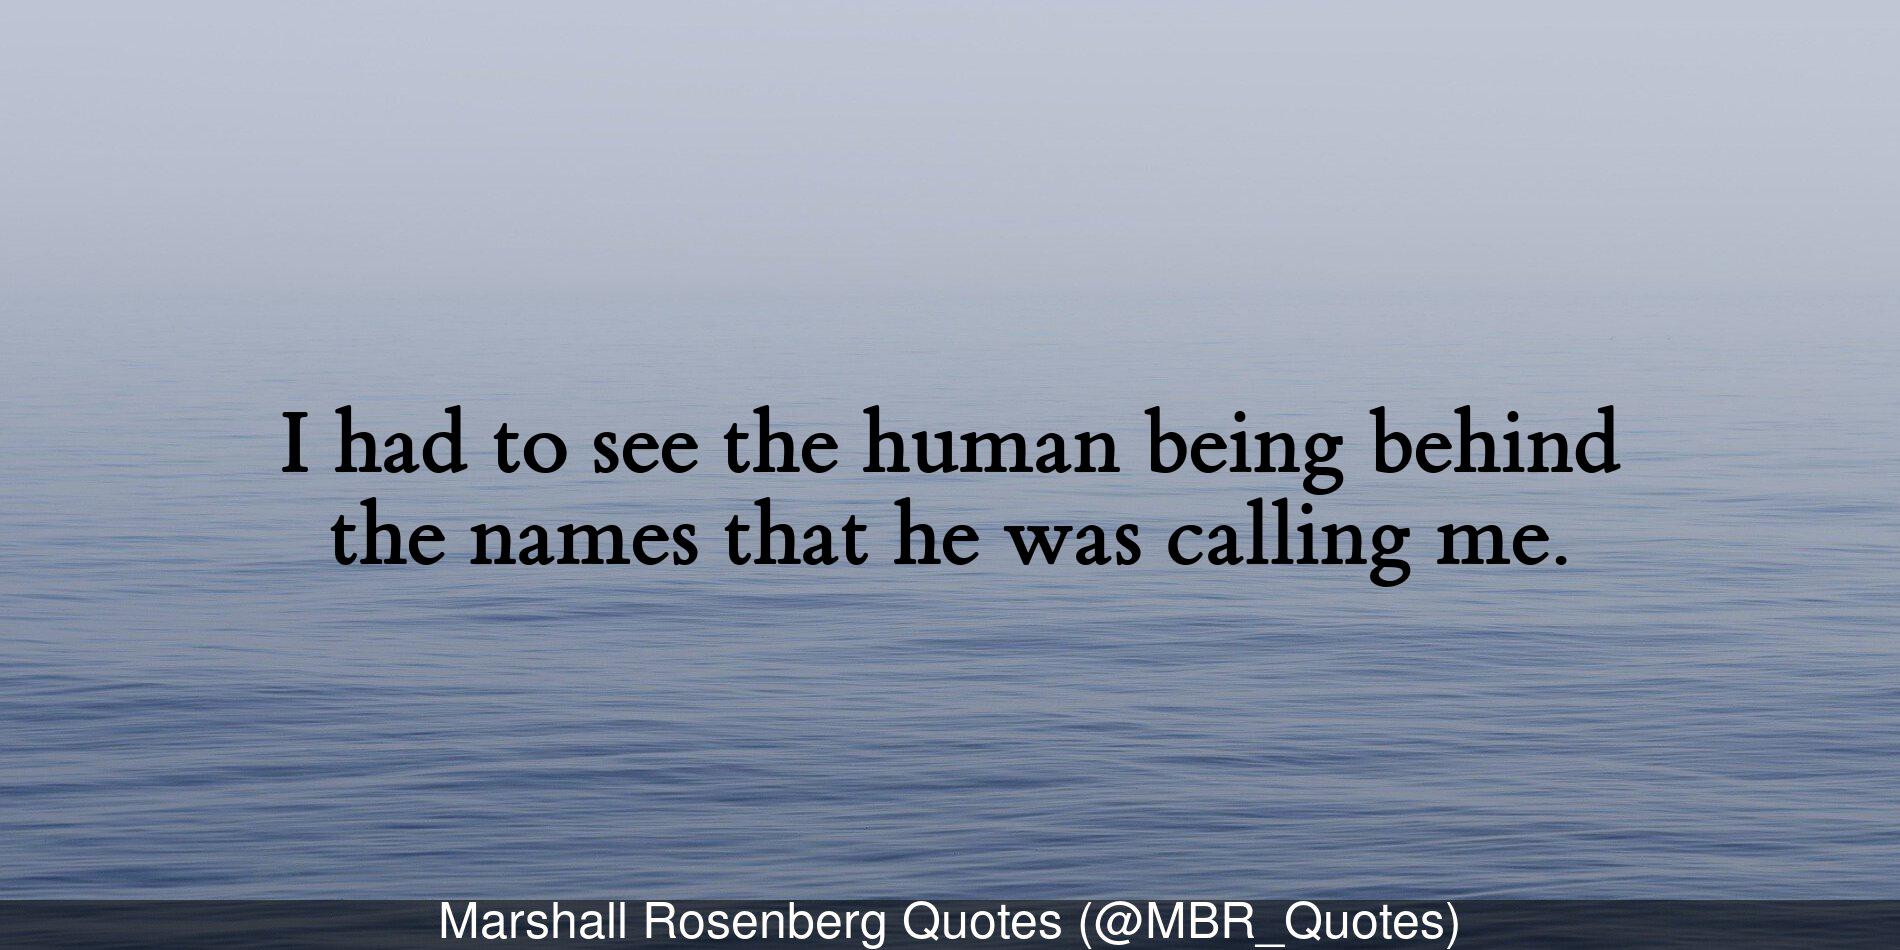 I had to see the human being behind
the names that he was calling me.
Marshall Rosenberg Quotes (@MBR_Quotes)